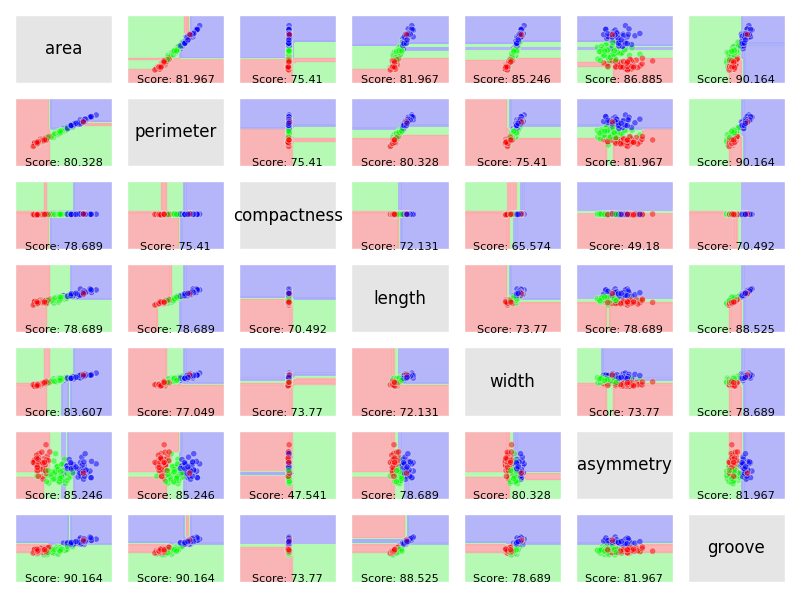 area
Score: 81.967
Score: 75.41
Score: 81.967
Score: 85.246
Score: 86.885
Score: 90.164
Score: 80.328
perimeter
Score: 75.41
Score: 80.328
Score: 75.41
Score: 81.967
Score: 90.164
Score: 78.689
Score: 75.41
compactness
Score: 72.131
Score: 65.574
Score: 49.18
Score: 70.492
Score: 78.689
Score: 78.689
Score: 70.492
length
Score: 73.77
Score: 78.689
Score: 88.525
Score: 83.607
Score: 77.049
Score: 73.77
Score: 72.131
width
Score: 73.77
Score: 78.689
Score: 85.246
Score: 85.246
Score: 47.541
Score: 78.689
Score: 80.328
asymmetry
Score: 81.967
Score: 90.164
Score: 90.164
Score: 73.77
Score: 88.525
Score: 78.689
Score: 81.967
groove